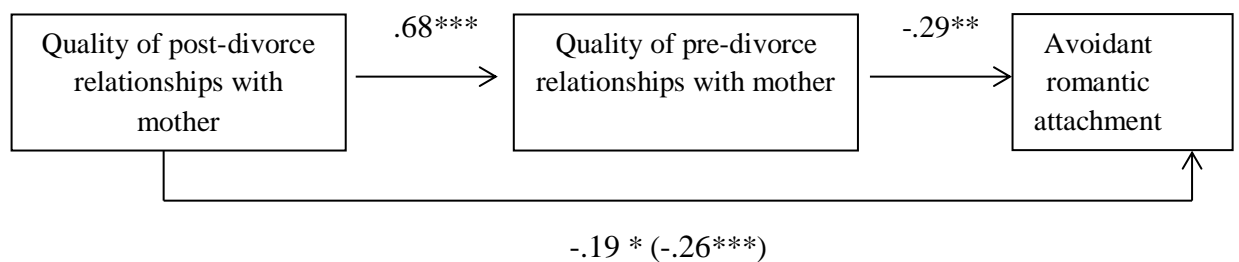 .68***
-.29**
Quality of post-divorce
relationships with
mother
Quality of pre-divorce
relationships with mother
Avoidant
romantic
attachment
-.19 * (-.26***)